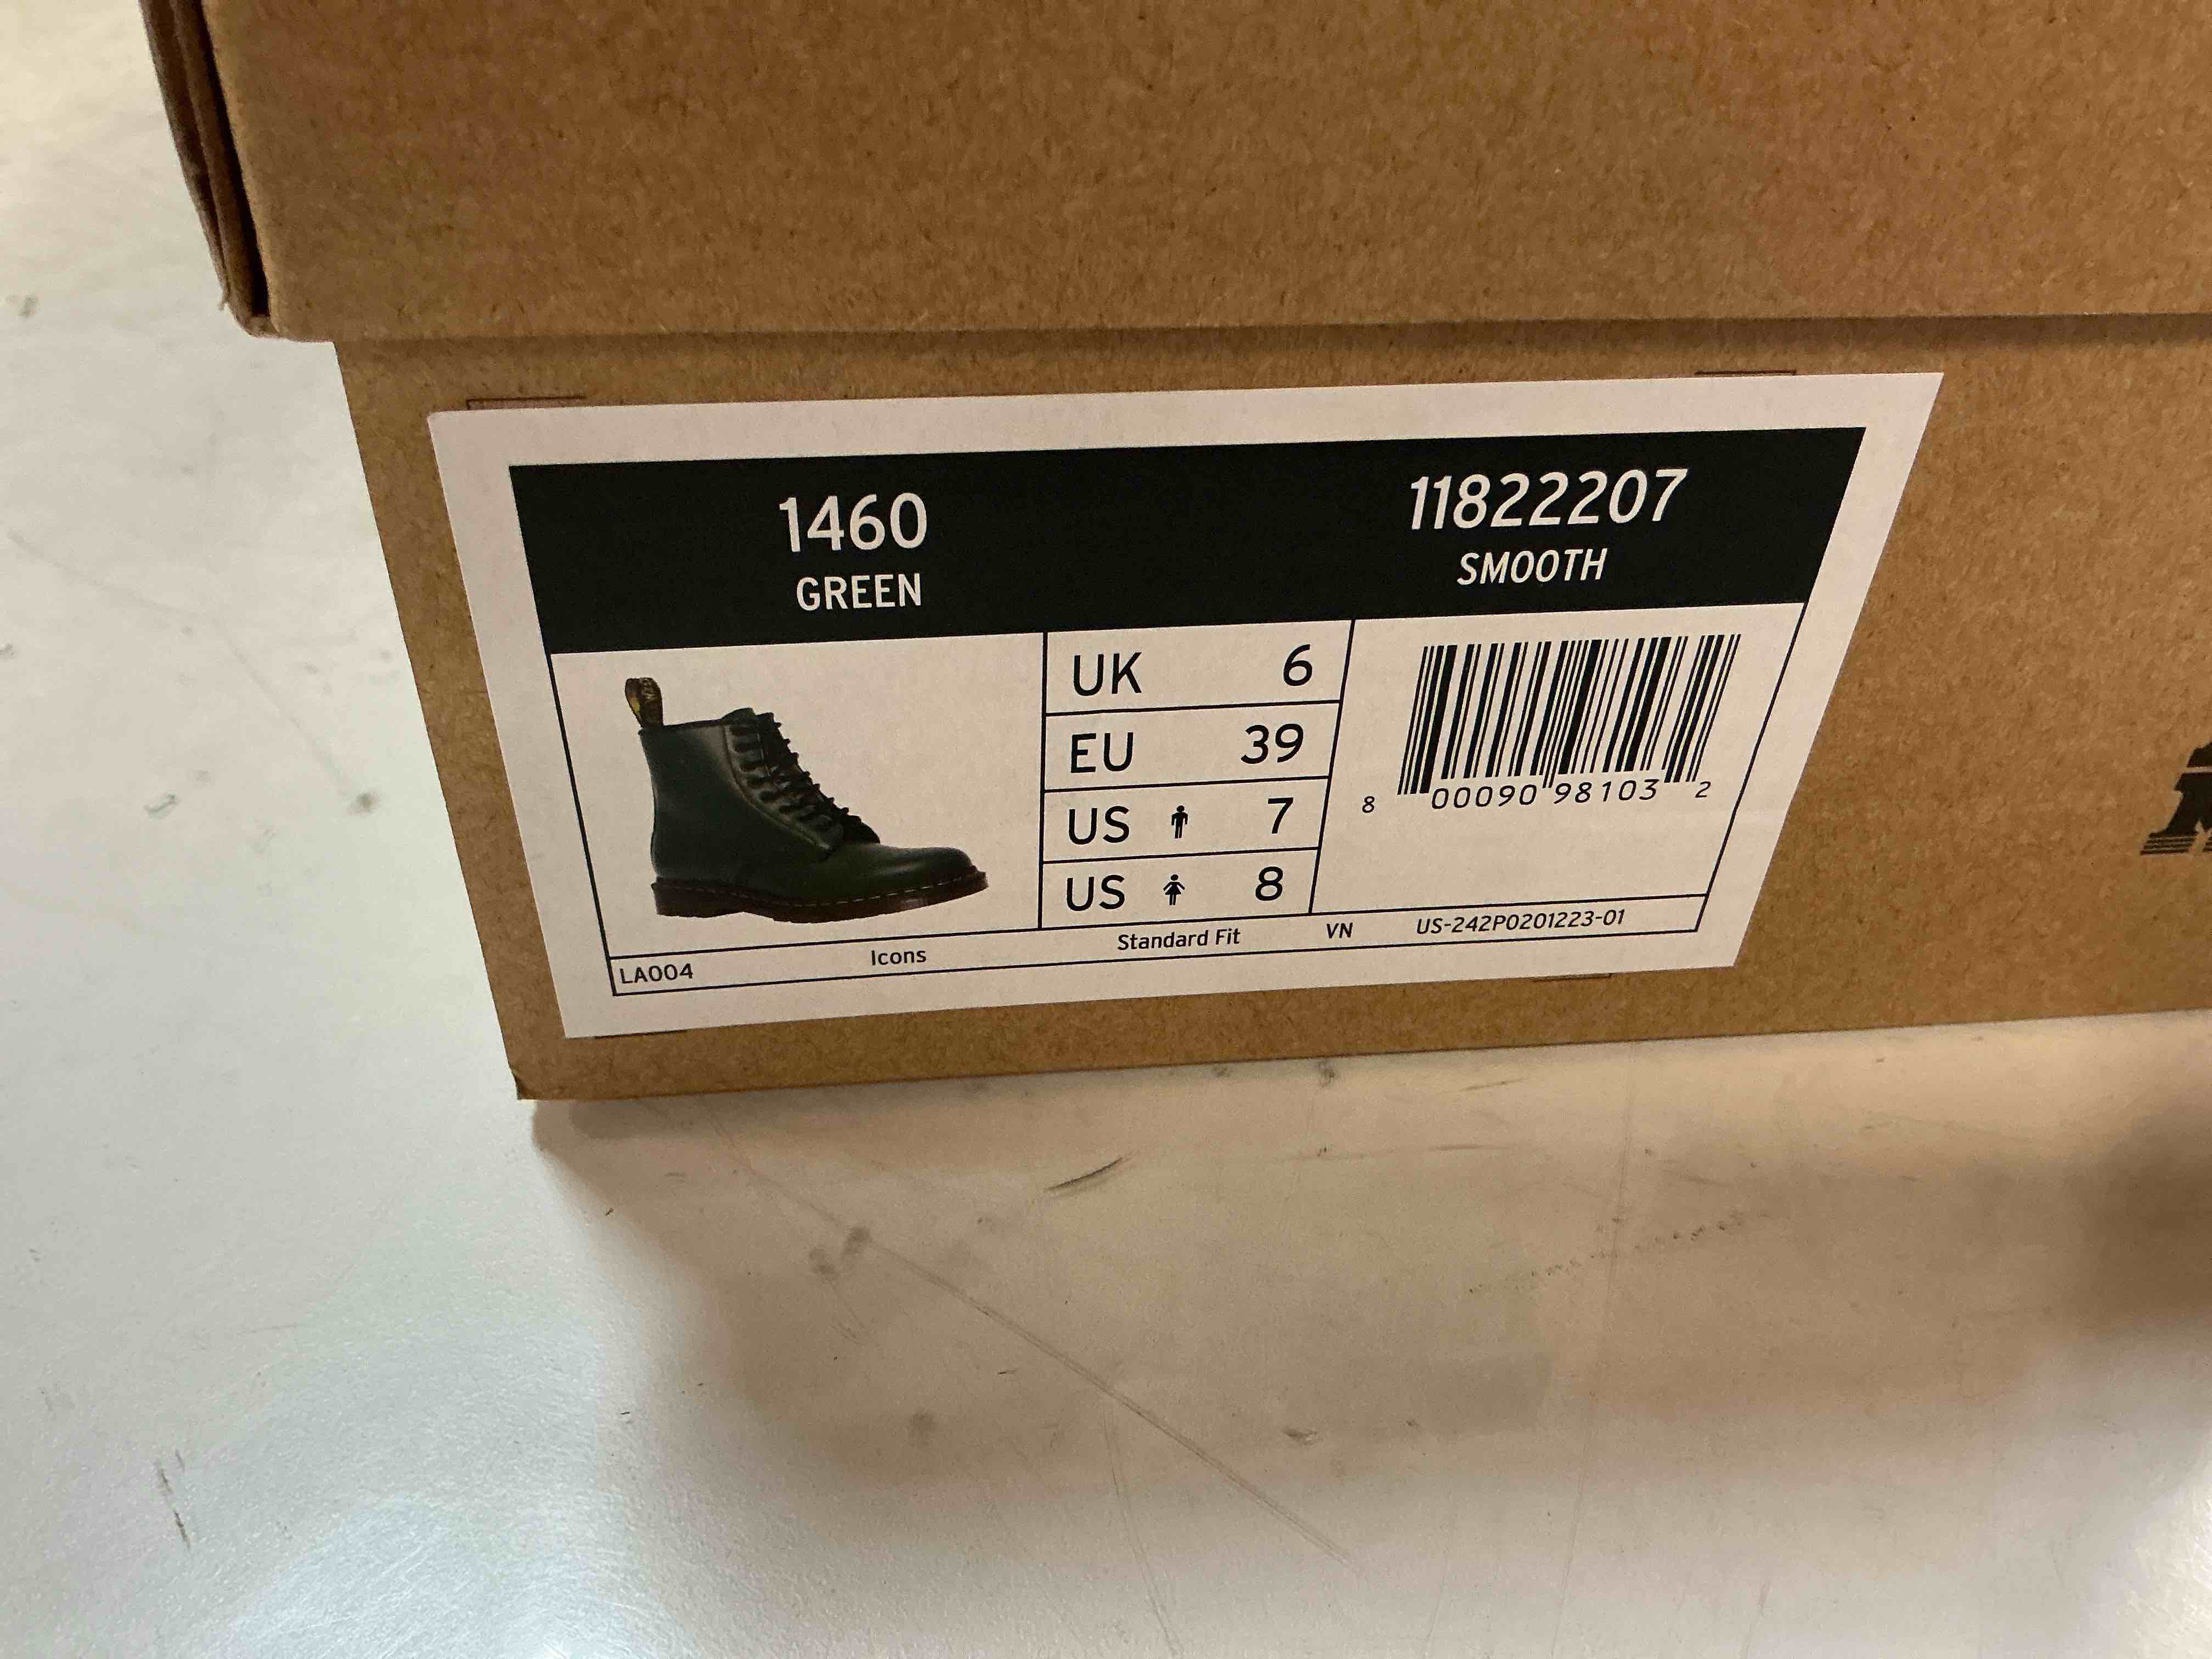 1460
GREEN
11822207
SMOOTH
UK 6
EU 39
US 7
US 8
8 00090 98103 2
LA004 Icons Standard Fit VN US-242P0201223-01